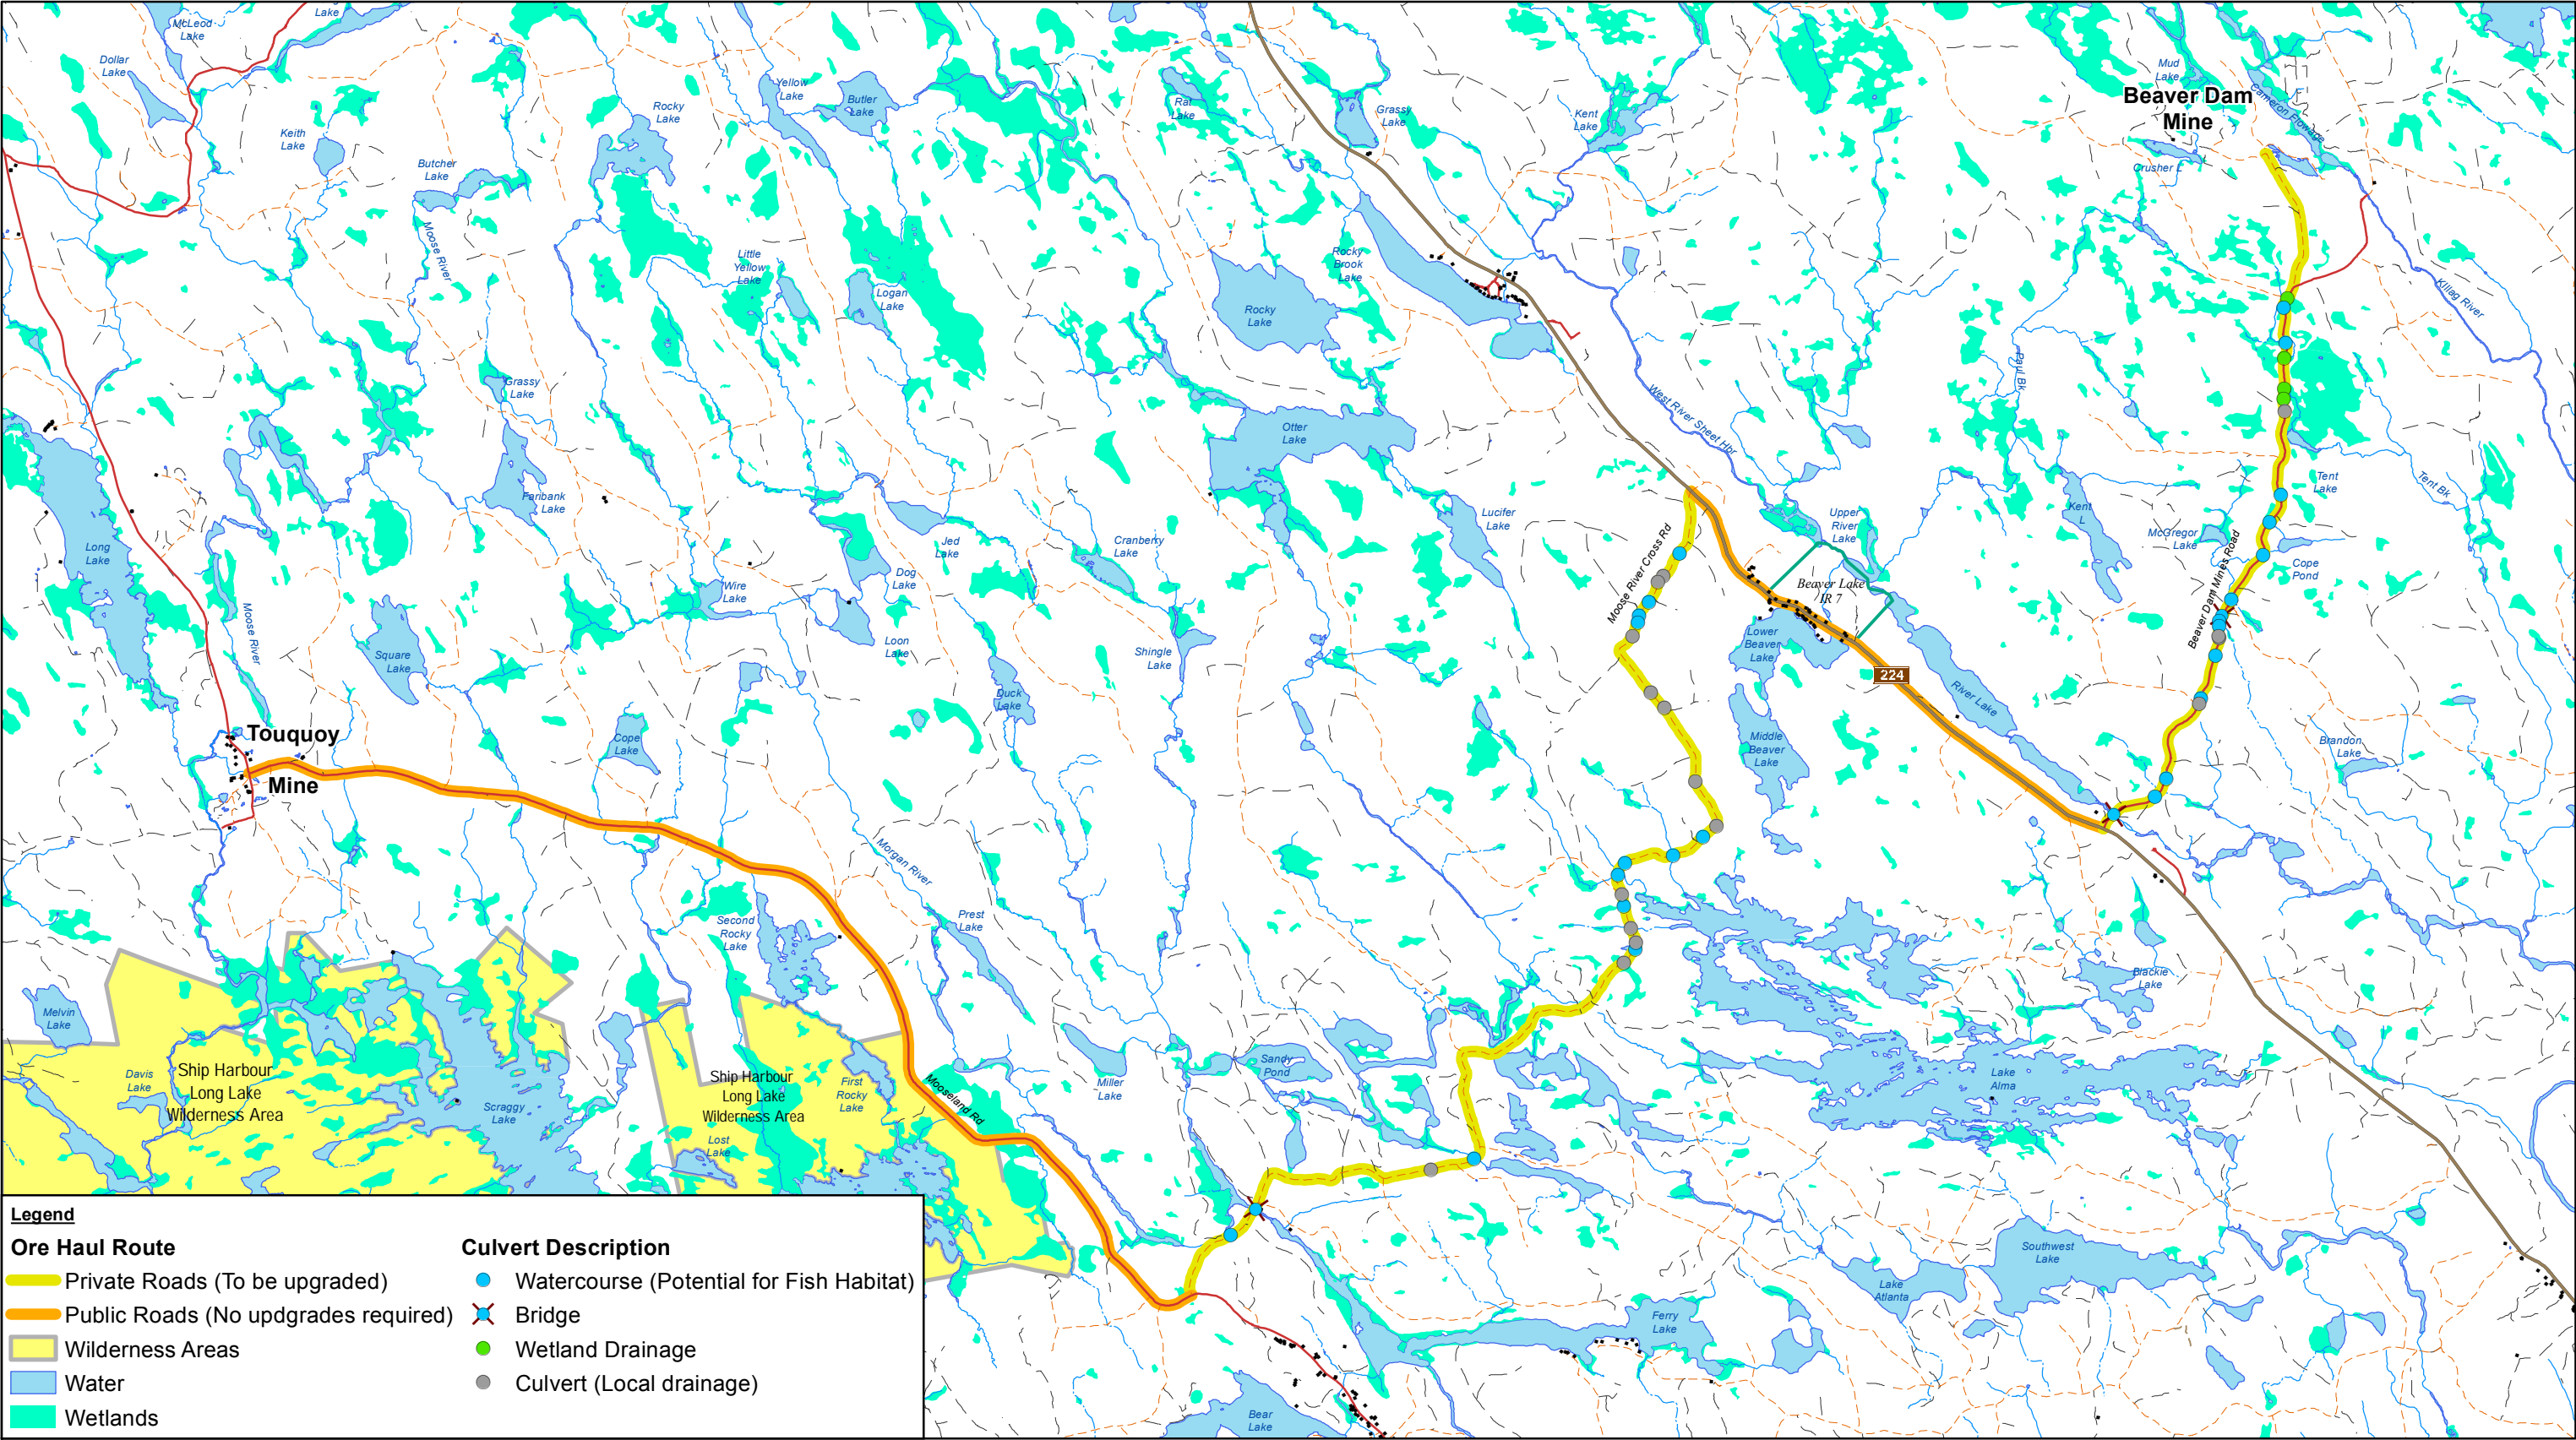 McLeod
Lake
Lake
Dollar
Lake
Keith
Lake
Butcher
Lake
Moose River
Rocky
Lake
Yellow
Lake
Butler
Lake
Rat
Lake
Grassy
Lake
Kent
Lake
Mud
Lake
Beaver Dam
Mine
Cameron Flowage
Crusher L
Little
Yellow
Lake
Logan
Lake
Rocky
Brook
Lake
Rocky
Lake
Killag River
Grassy
Lake
Paul Bk
West River Sheet Hbr
Otter
Lake
Fanbank
Lake
Long
Lake
Moose River
Jed
Lake
Dog
Lake
Cranberry
Lake
Lucifer
Lake
Moose River Cross Rd
Upper
River
Lake
Beaver Lake
IR 7
Kent
L
McGregor
Lake
Tent
Lake
Tent Bk
Cope
Pond
Beaver Dam Mines Road
Wire
Lake
Loon
Lake
Square
Lake
Shingle
Lake
Lower
Beaver
Lake
224
River Lake
Duck
Lake
Touquoy
Mine
Cope
Lake
Middle
Beaver
Lake
Brandon
Lake
Morgan River
Second
Rocky
Lake
Prest
Lake
Blackie
Lake
Melvin
Lake
Davis
Lake
Ship Harbour
Long Lake
Wilderness Area
Scraggy
Lake
Ship Harbour
Long Lake
Wilderness Area
First
Rocky
Lake
Lost
Lake
Mooseland Rd
Miller
Lake
Sandy
Pond
Lake
Alma
Southwest
Lake
Lake
Atlanta
Ferry
Lake
Bear
Lake
Legend
Ore Haul Route
Private Roads (To be upgraded)
Public Roads (No updgrades required)
Wilderness Areas
Water
Wetlands
Culvert Description
Watercourse (Potential for Fish Habitat)
Bridge
Wetland Drainage
Culvert (Local drainage)